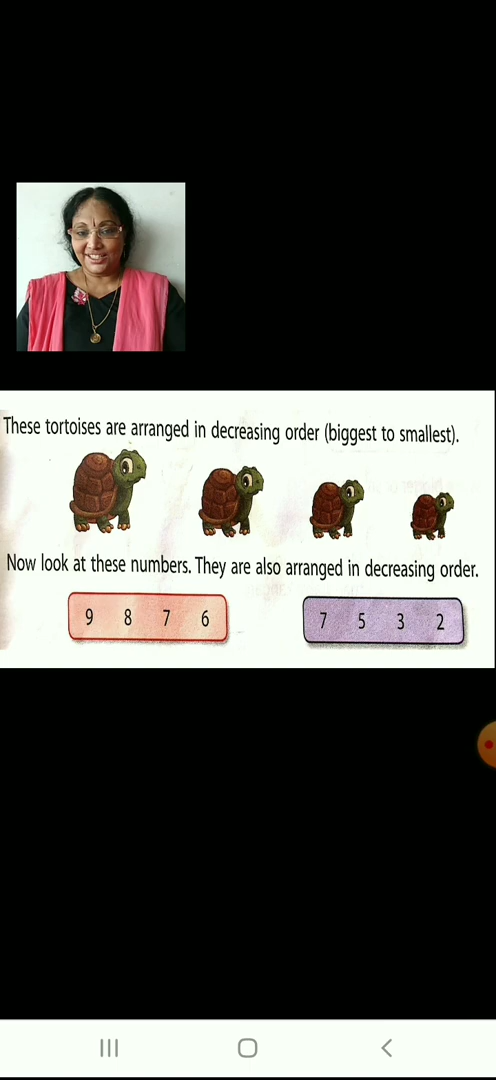 These tortoises are arranged in decreasing order (biggest to smallest).
Now look at these numbers. They are also arranged in decreasing order.
9 8 7 6 7 5 3 2